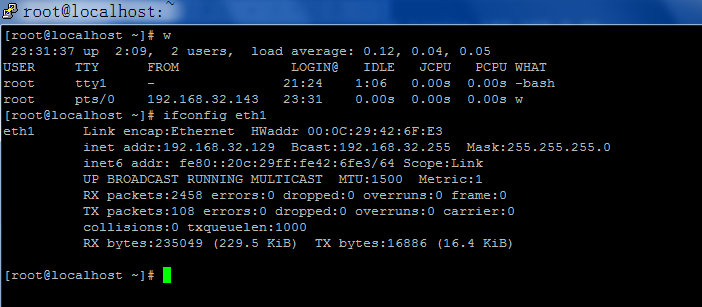 root@localhost:~
[root@localhost ~]# w
 23:31:37 up  2:09,  2 users,  load average: 0.12, 0.04, 0.05
USER     TTY      FROM              LOGIN@   IDLE   JCPU   PCPU WHAT
root     tty1     -                21:24    1:06   0.00s  0.00s -bash
root     pts/0    192.168.32.143   23:31    0.00s  0.00s  0.00s w
[root@localhost ~]# ifconfig eth1
eth1      Link encap:Ethernet  HWaddr 00:0C:29:42:6F:E3
          inet addr:192.168.32.129  Bcast:192.168.32.255  Mask:255.255.255.0
          inet6 addr: fe80::20c:29ff:fe42:6fe3/64 Scope:Link
          UP BROADCAST RUNNING MULTICAST  MTU:1500  Metric:1
          RX packets:2458 errors:0 dropped:0 overruns:0 frame:0
          TX packets:108 errors:0 dropped:0 overruns:0 carrier:0
          collisions:0 txqueuelen:1000
          RX bytes:235049 (229.5 KiB)  TX bytes:16886 (16.4 KiB)
[root@localhost ~]#